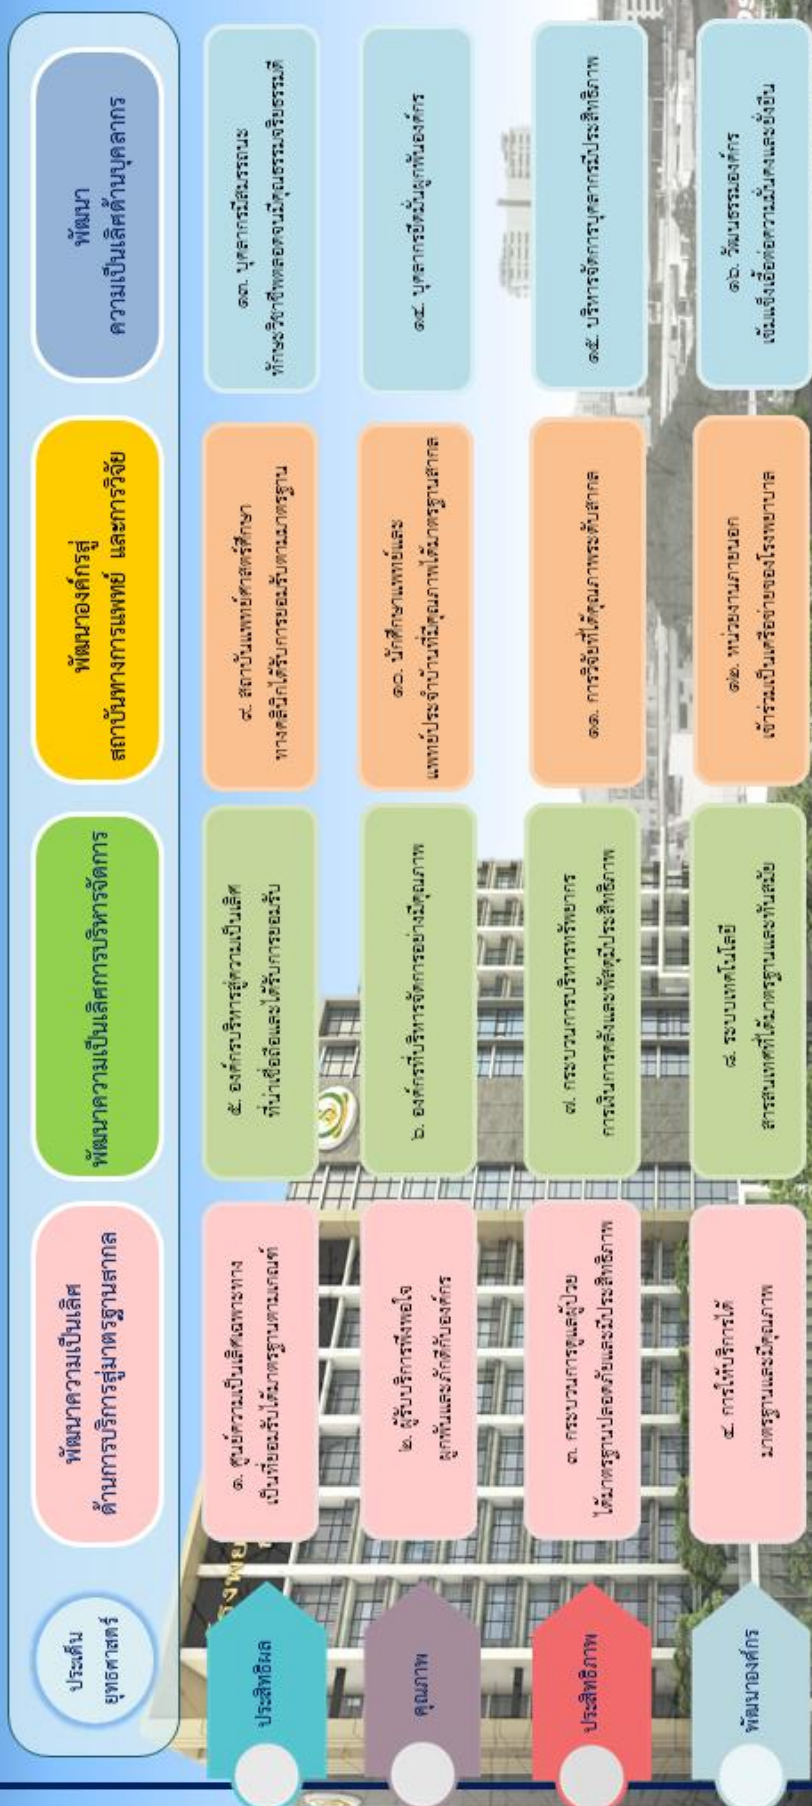 ประเด็น
ยุทธศาสตร์
พัฒนาความเป็นเลิศ
ด้านการบริการสู่มาตรฐานสากล
พัฒนาความเป็นเลิศการบริหารจัดการ
พัฒนาองค์กรสู่
สถาบันทางการแพทย์ และการวิจัย
พัฒนา
ความเป็นเลิศด้านบุคลากร
ประสิทธิผล
๑. ศูนย์ความเป็นเลิศเฉพาะทาง
เป็นที่ยอมรับได้มาตรฐานตามเกณฑ์
๕. องค์กรบริหารสู่ความเป็นเลิศ
ที่น่าเชื่อถือและได้รับการยอมรับ
๙. สถาบันแพทยศาสตร์ศึกษา
ทางคลินิกได้รับการยอมรับตามมาตรฐาน
๑๓. บุคลากรมีสมรรถนะ
ทักษะวิชาชีพตลอดจนมีคุณธรรมจริยธรรมดี
คุณภาพ
๒. ผู้รับบริการพึงพอใจ
ผูกพันและภักดีกับองค์กร
๖. องค์กรที่บริหารจัดการอย่างมีคุณภาพ
๑๐. นักศึกษาแพทย์และ
แพทย์ประจำบ้านที่มีคุณภาพได้มาตรฐานสากล
๑๔. บุคลากรยึดมั่นผูกพันองค์กร
ประสิทธิภาพ
๓. กระบวนการดูแลผู้ป่วย
ได้มาตรฐานปลอดภัยและมีประสิทธิภาพ
๗. กระบวนการบริหารทรัพยากร
การเงินการคลังและพัสดุมีประสิทธิภาพ
๑๑. การวิจัยที่ได้คุณภาพระดับสากล
๑๕. บริหารจัดการบุคลากรมีประสิทธิภาพ
พัฒนาองค์กร
๔. การให้บริการได้
มาตรฐานและมีคุณภาพ
๘. ระบบเทคโนโลยี
สารสนเทศที่ได้มาตรฐานและทันสมัย
๑๒. หน่วยงานภายนอก
เข้าร่วมเป็นเครือข่ายของโรงพยาบาล
๑๖. วัฒนธรรมองค์กร
เข้มแข็งเอื้อต่อความมั่นคงและยั่งยืน